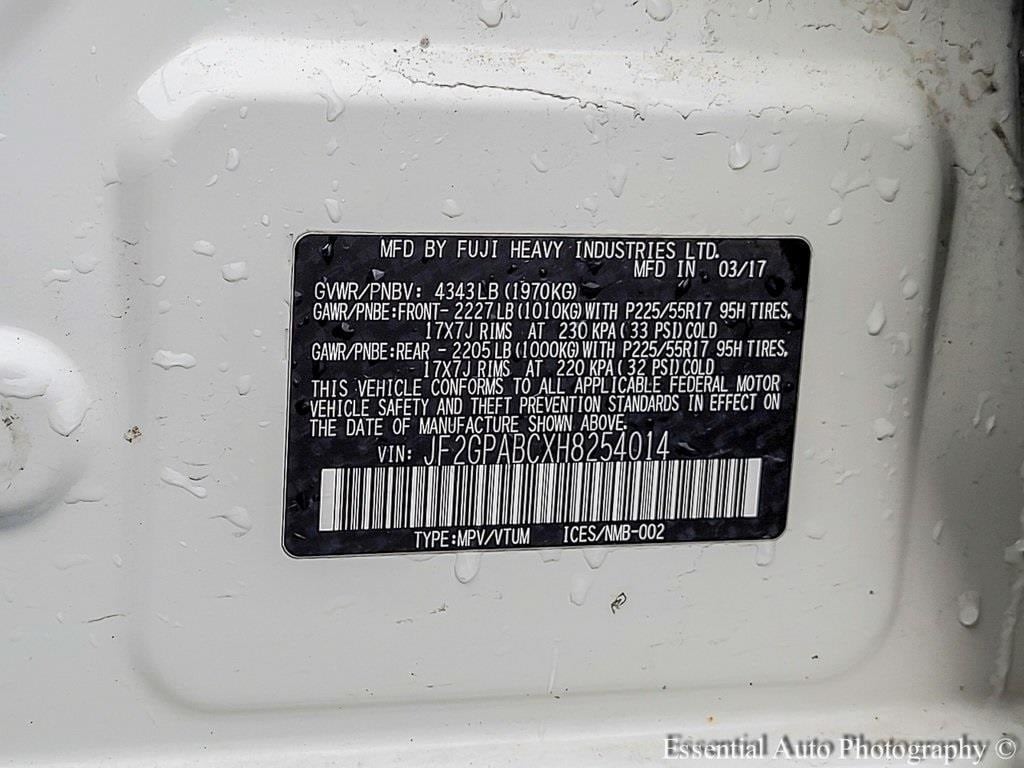 MFD BY FUJI HEAVY INDUSTRIES LTD.
MFD IN 03/17
GVWR/PNBV: 4343LB(1970KG)
GAWR/PNBE:FRONT-2227LB(1010KG)WITH P225/55R17 95H TIRES,
17X7J RIMS AT 230 KPA(33 PSI)COLD
GAWR/PNBE:REAR -2205LB(1000KG)WITH P225/55R17 95H TIRES,
17X7J RIMS AT 220 KPA(32 PSI)COLD
THIS VEHICLE CONFORMS TO ALL APPLICABLE FEDERAL MOTOR
VEHICLE SAFETY AND THEFT PREVENTION STANDARDS IN EFFECT ON
THE DATE OF MANUFACTURE SHOWN ABOVE.
VIN: JF2GPABCXH8254014
TYPE:MPV/VTUM ICES/NMB-002
Essential Auto Photography ©